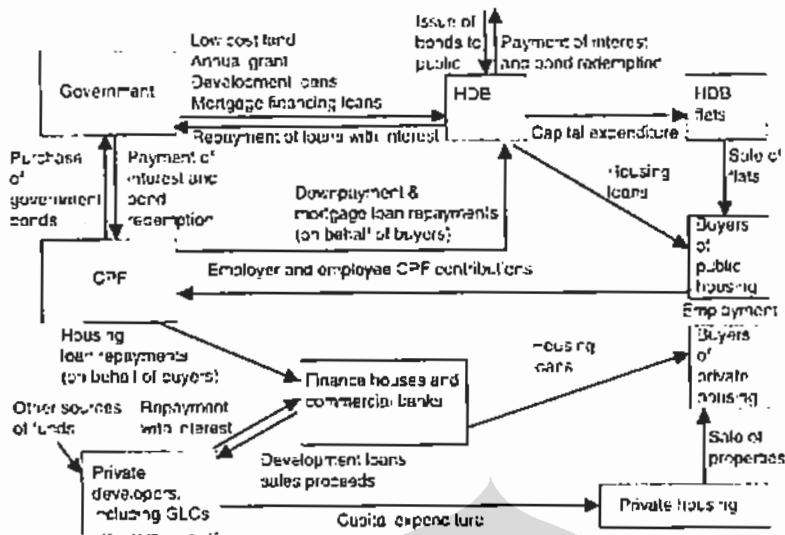 Issue of
bonds to
public
Payment of interest
and bond redemption
Low cost fund
Annual grant
Development loans
Mortgage financing loans
Government
HDB
HDB
flats
Repayment of loans with interest
Capital expenditure
Purchase
of
government
bonds
Payment of
interest and
bond
redemption
Housing
loans
Sale of
flats
Downpayment &
mortgage loan repayments
(on behalf of buyers)
Buyers
of
public
housing
CPF
Employer and employee CPF contributions
Employment
Housing
loan repayments
(on behalf of buyers)
Housing
loans
Buyers
of
private
housing
Finance houses and
commercial banks
Other sources
of funds
Repayment
with interest
Sale of
properties
Development loans
sales proceeds
Private
developers,
including GLCs
Capital expenditure
Private housing